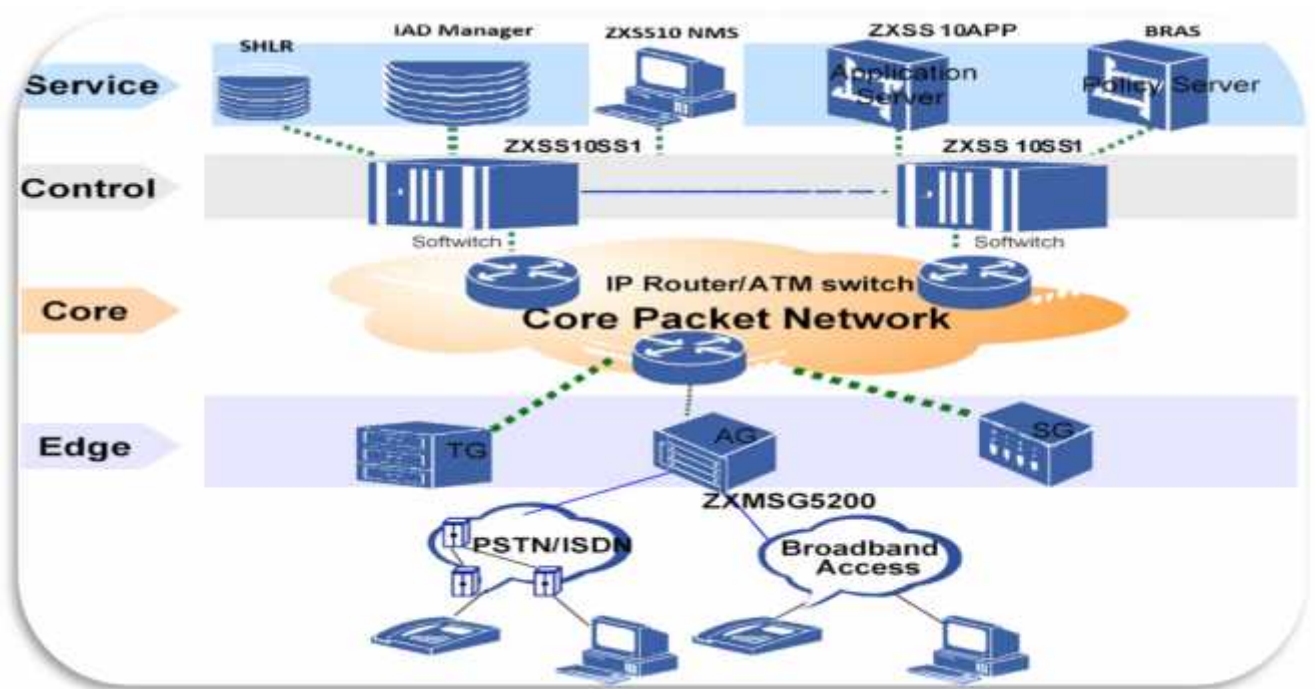 SHLR
IAD Manager
ZXSS10 NMS
ZXSS 10APP
BRAS
Service
Application
Server
Policy Server
ZXSS10SS1
ZXSS 10SS1
Control
Softwitch
Softwitch
IP Router/ATM switch
Core
Core Packet Network
Edge
TG
AG
SG
ZXMSG5200
PSTN/ISDN
Broadband
Access